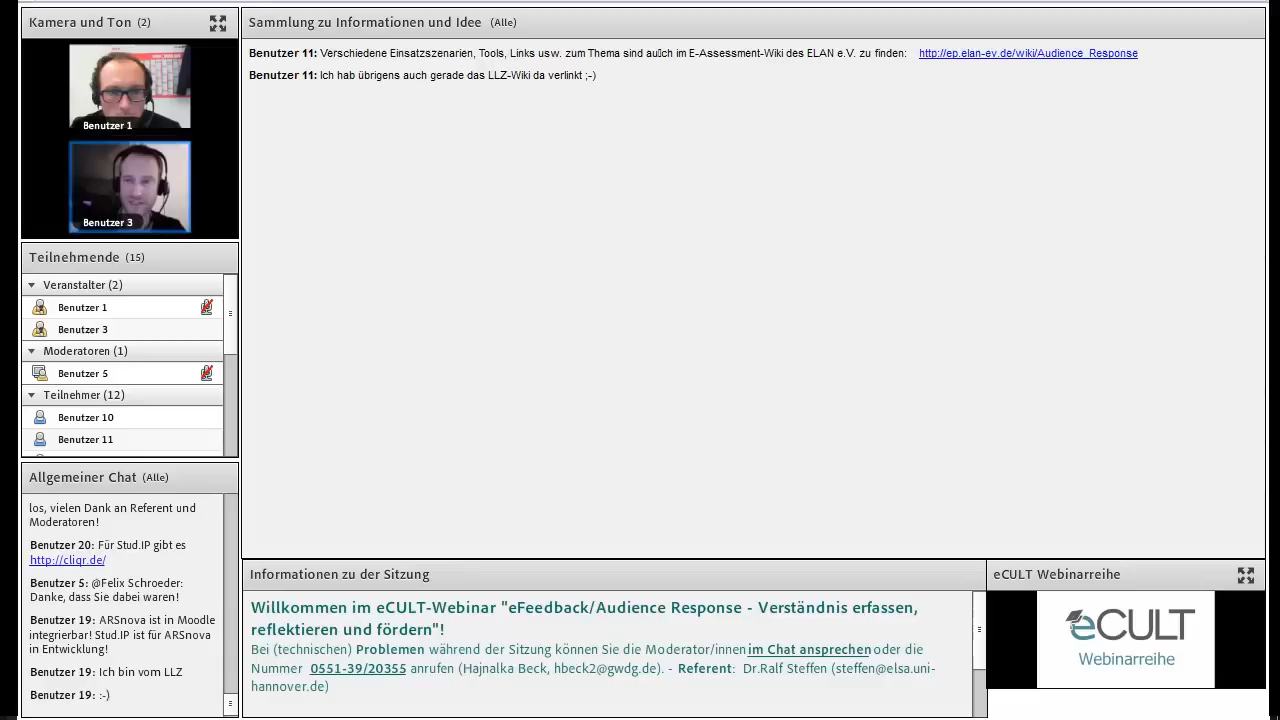 Kamera und Ton (2)
Benutzer 1
Benutzer 3
Teilnehmende (15)
Veranstalter (2)
Benutzer 1
Benutzer 3
Moderatoren (1)
Benutzer 5
Teilnehmer (12)
Benutzer 10
Benutzer 11
Allgemeiner Chat (Alle)
los, vielen Dank an Referent und
Moderatoren!
Benutzer 20: Für Stud.IP gibt es
http://cliqr.de/
Benutzer 5: @Felix Schroeder:
Danke, dass Sie dabei waren!
Benutzer 19: ARSnova ist in Moodle
integrierbar! Stud.IP ist für ARSnova
in Entwicklung!
Benutzer 19: Ich bin vom LLZ
Benutzer 19: :-)
Sammlung zu Informationen und Idee (Alle)
Benutzer 11: Verschiedene Einsatzszenarien, Tools, Links usw. zum Thema sind auch im E-Assessment-Wiki des ELAN e.V. zu finden: http://ep.elan-ev.de/wiki/Audience_Response
Benutzer 11: Ich hab übrigens auch gerade das LLZ-Wiki da verlinkt ;-)
Informationen zu der Sitzung
Willkommen im eCULT-Webinar "eFeedback/Audience Response - Verständnis erfassen,
reflektieren und fördern"!
Bei (technischen) Problemen während der Sitzung können Sie die Moderator/innen im Chat ansprechen oder die
Nummer 0551-39/20355 anrufen (Hajnalka Beck, hbeck2@gwdg.de). - Referent: Dr.Ralf Steffen (steffen@elsa.uni-
hannover.de)
eCULT Webinarreihe
eCULT
Webinarreihe